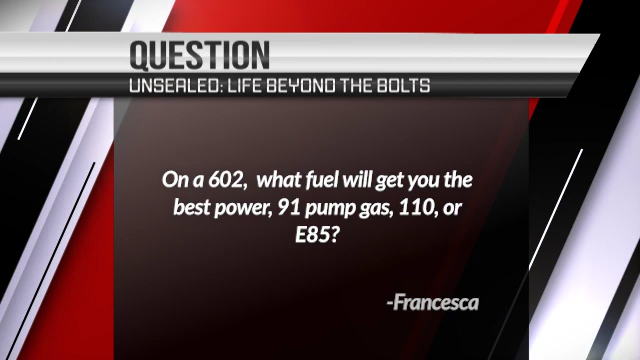 QUESTION
UNSEALED: LIFE BEYOND THE BOLTS
On a 602,  what fuel will get you the
best power, 91 pump gas, 110, or
E85?
-Francesca